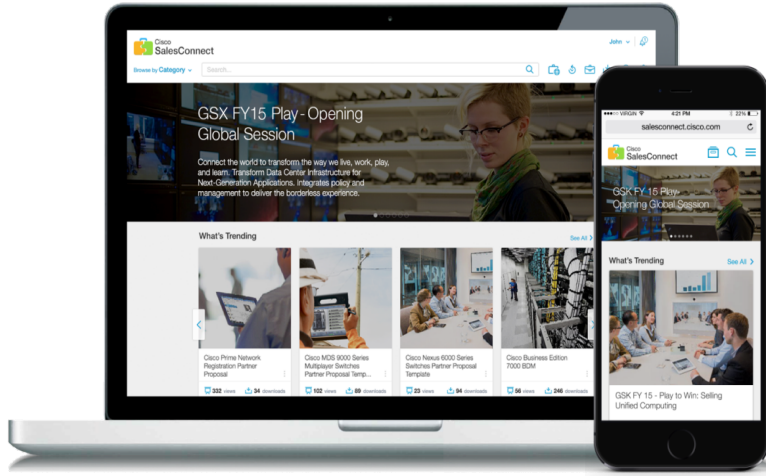 Cisco
SalesConnect
John
Browse by Category
Search...
GSX FY15 Play - Opening
Global Session
Connect the world to transform the way we live, work, play,
and learn. Transform Data Center Infrastructure for
Next-Generation Applications. Integrates policy and
management to deliver the borderless experience.
What's Trending
See All
Cisco Prime Network
Registration Partner
Proposal
332 views 34 downloads
Cisco MDS 9000 Series
Multiplayer Switches
Partner Proposal Temp...
102 views 69 downloads
Cisco Nexus 6000 Series
Switches Partner Proposal
Template
23 views 94 downloads
Cisco Business Edition
7000 BDM
56 views 246 downloads
VIRGIN 4:21 PM 22%
salesconnect.cisco.com
Cisco
SalesConnect
GSK FY 15 Play-
Opening Global Session
What's Trending
See All
GSK FY 15 - Play to Win: Selling
Unified Computing